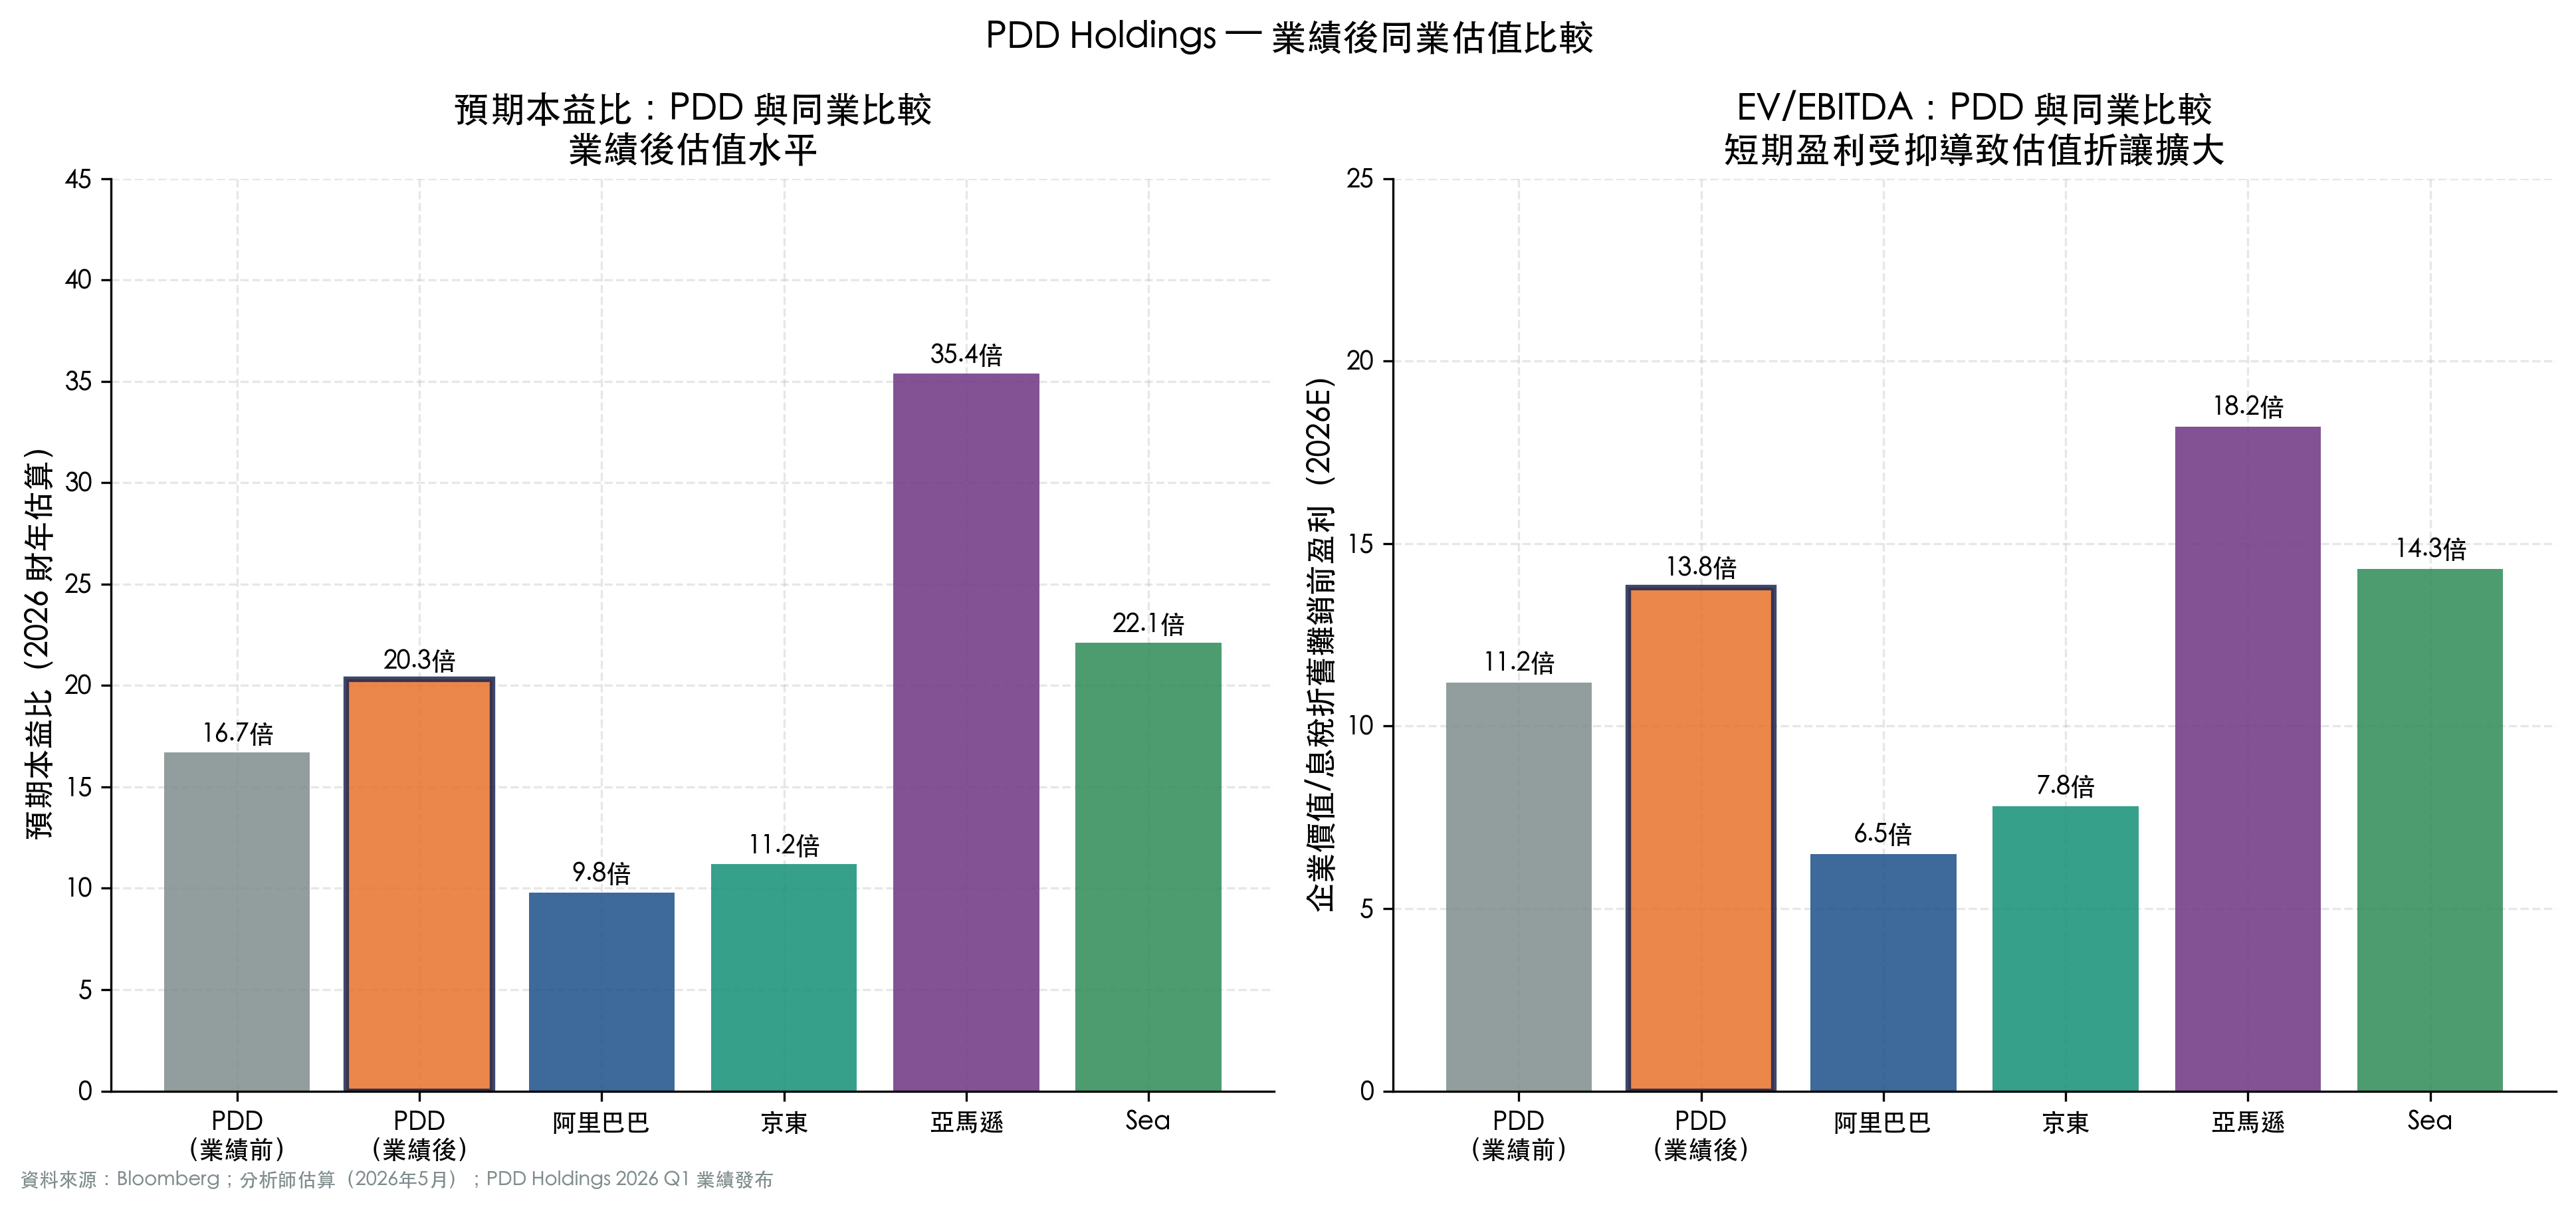 PDD Holdings — 業績後同業估值比較
預期本益比：PDD 與同業比較
業績後估值水平
預期本益比（2026 財年估算）
45
40
35
30
25
20
15
10
5
0
16.7倍
20.3倍
9.8倍
11.2倍
35.4倍
22.1倍
PDD
（業績前）
PDD
（業績後）
阿里巴巴
京東
亞馬遜
Sea
EV/EBITDA：PDD 與同業比較
短期盈利受抑導致估值折讓擴大
企業價值/息稅折舊攤銷前盈利（2026E）
25
20
15
10
5
0
11.2倍
13.8倍
6.5倍
7.8倍
18.2倍
14.3倍
PDD
（業績前）
PDD
（業績後）
阿里巴巴
京東
亞馬遜
Sea
資料來源：Bloomberg；分析師估算（2026年5月）；PDD Holdings 2026 Q1 業績發布